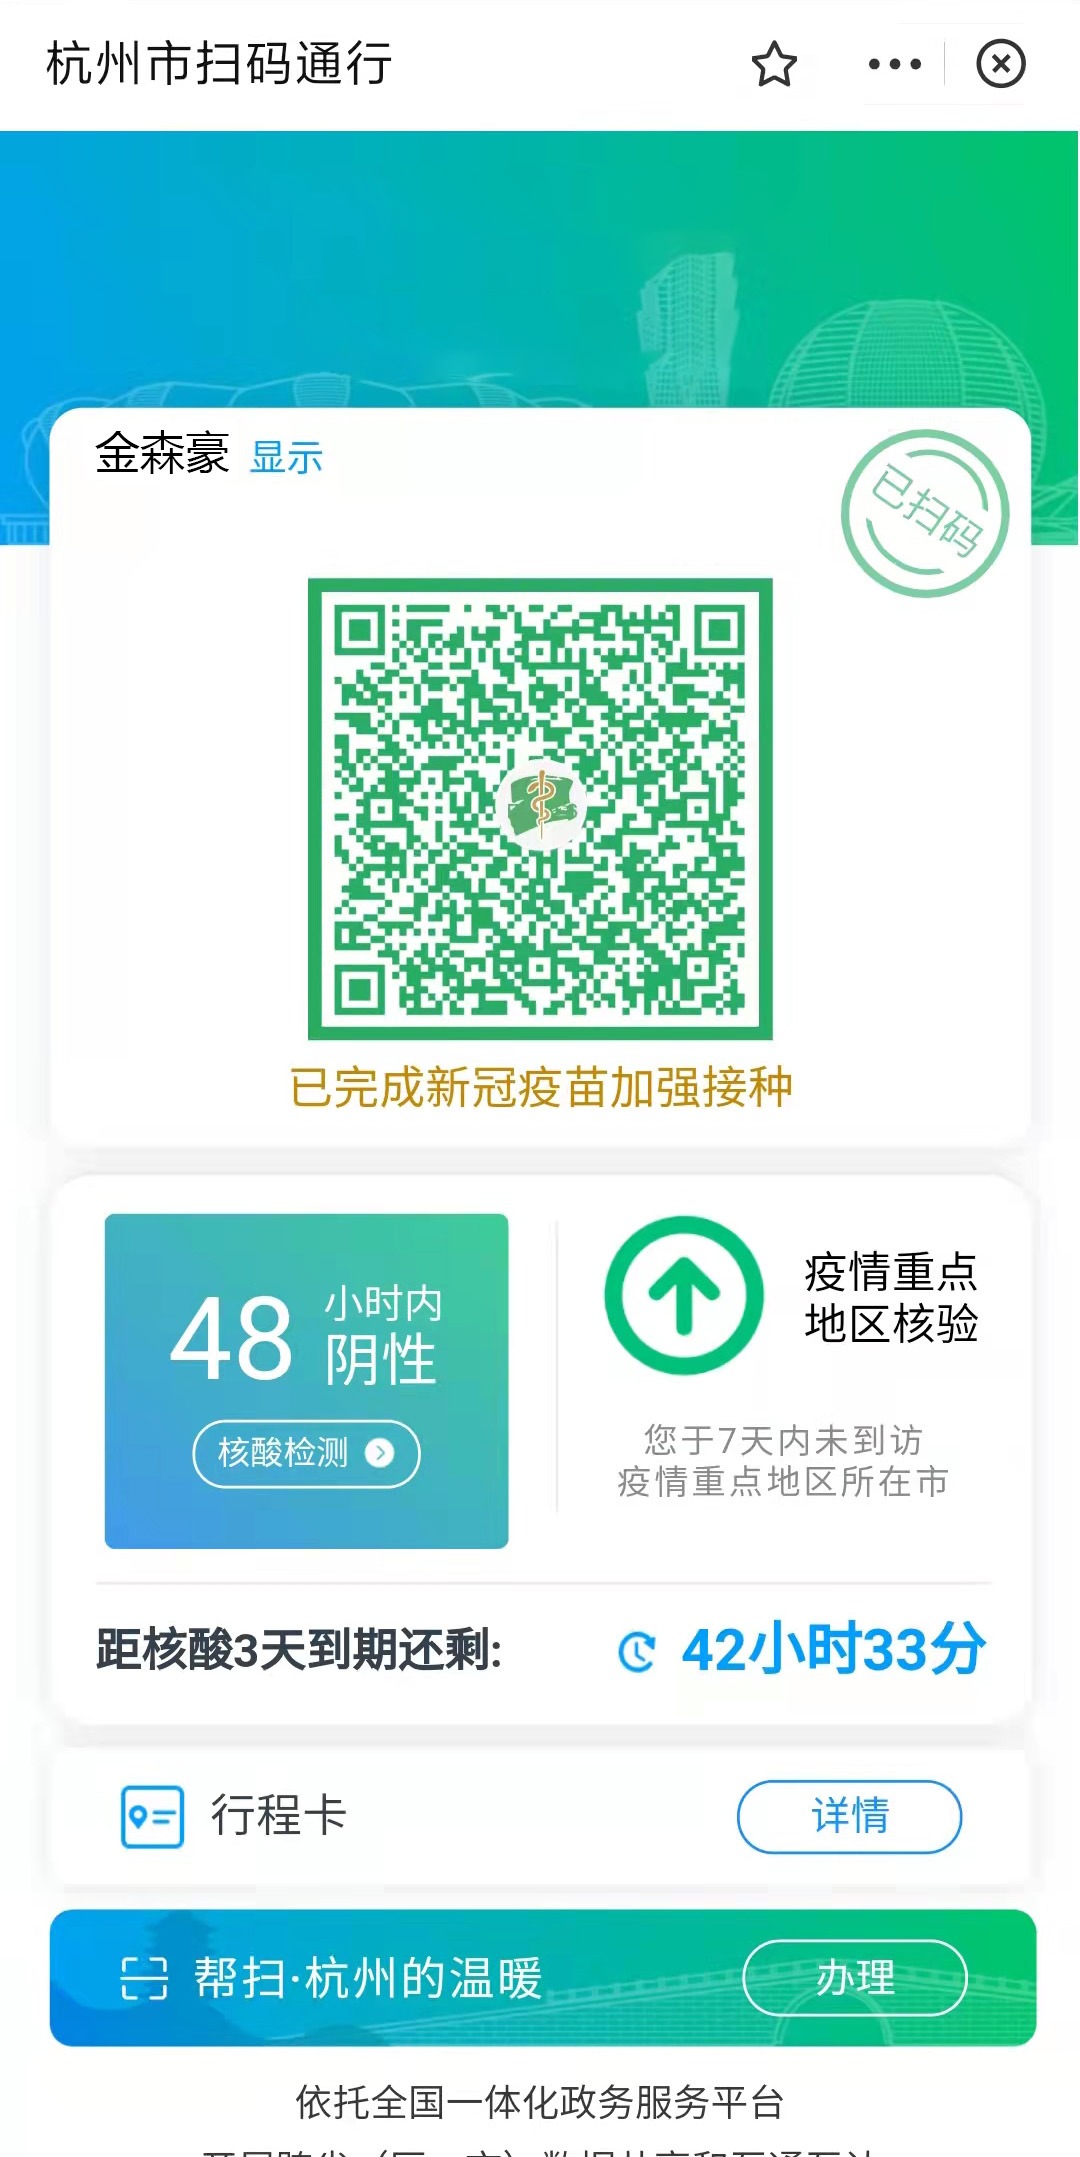 杭州市扫码通行
金森豪 显示
已扫码
已完成新冠疫苗加强接种
48 小时内
阴性
核酸检测
疫情重点
地区核验
您于7天内未到访
疫情重点地区所在市
距核酸3天到期还剩: 42小时33分
行程卡 详情
帮扫·杭州的温暖 办理
依托全国一体化政务服务平台